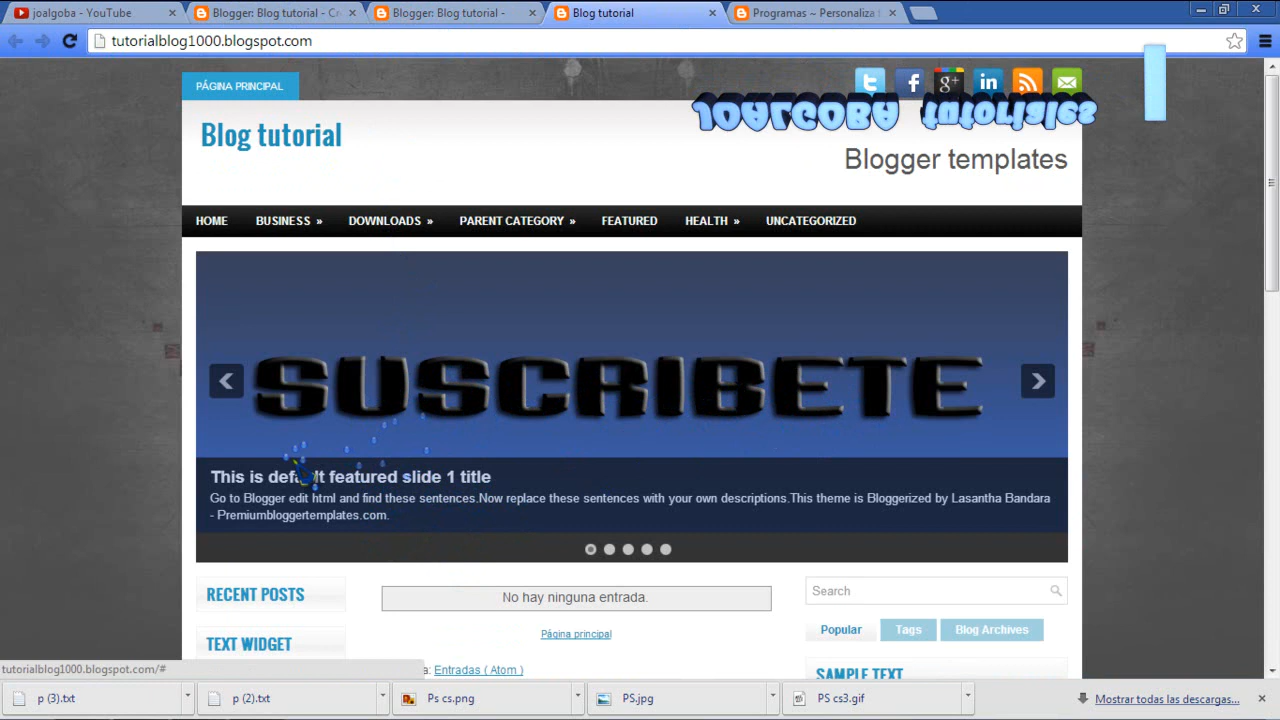 joalgoba - YouTube
Blogger: Blog tutorial - Cr
Blogger: Blog tutorial -
Blog tutorial
Programas ~ Personaliza t
tutorialblog1000.blogspot.com
PÁGINA PRINCIPAL
JOALGOBA tutoriales
Blog tutorial
Blogger templates
HOME BUSINESS » DOWNLOADS » PARENT CATEGORY » FEATURED HEALTH » UNCATEGORIZED
SUSCRIBETE
This is default featured slide 1 title
Go to Blogger edit html and find these sentences.Now replace these sentences with your own descriptions.This theme is Bloggerized by Lasantha Bandara
- Premiumbloggertemplates.com.
RECENT POSTS
No hay ninguna entrada.
Search
Página principal
Popular Tags Blog Archives
TEXT WIDGET
a: Entradas ( Atom )
SAMPLE TEXT
tutorialblog1000.blogspot.com/#
p (3).txt
p (2).txt
Ps cs.png
PS.jpg
PS cs3.gif
Mostrar todas las descargas...